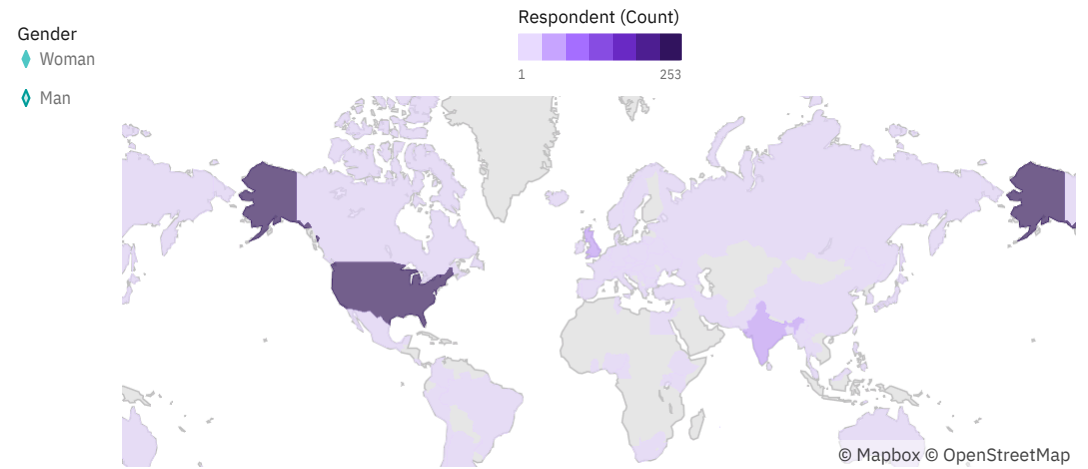 Respondent (Count)
1 253
Gender
Woman
Man
© Mapbox © OpenStreetMap